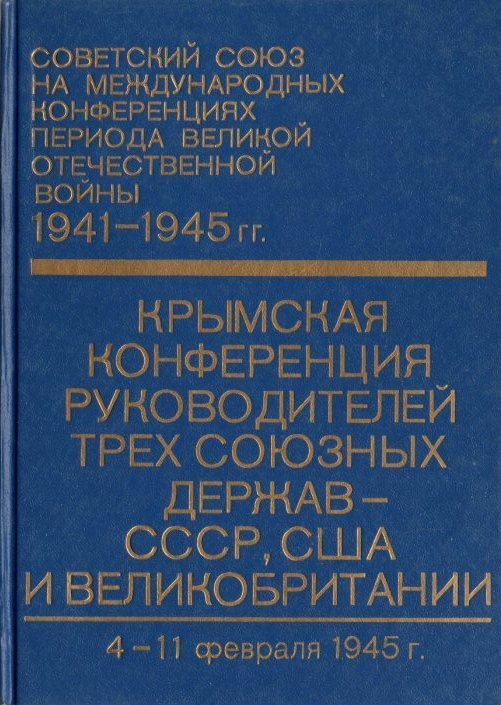 СОВЕТСКИЙ СОЮЗ
НА МЕЖДУНАРОДНЫХ
КОНФЕРЕНЦИЯХ
ПЕРИОДА ВЕЛИКОЙ
ОТЕЧЕСТВЕННОЙ
ВОЙНЫ
1941–1945 гг.
КРЫМСКАЯ
КОНФЕРЕНЦИЯ
РУКОВОДИТЕЛЕЙ
ТРЕХ СОЮЗНЫХ
ДЕРЖАВ –
СССР, США
И ВЕЛИКОБРИТАНИИ
4–11 февраля 1945 г.